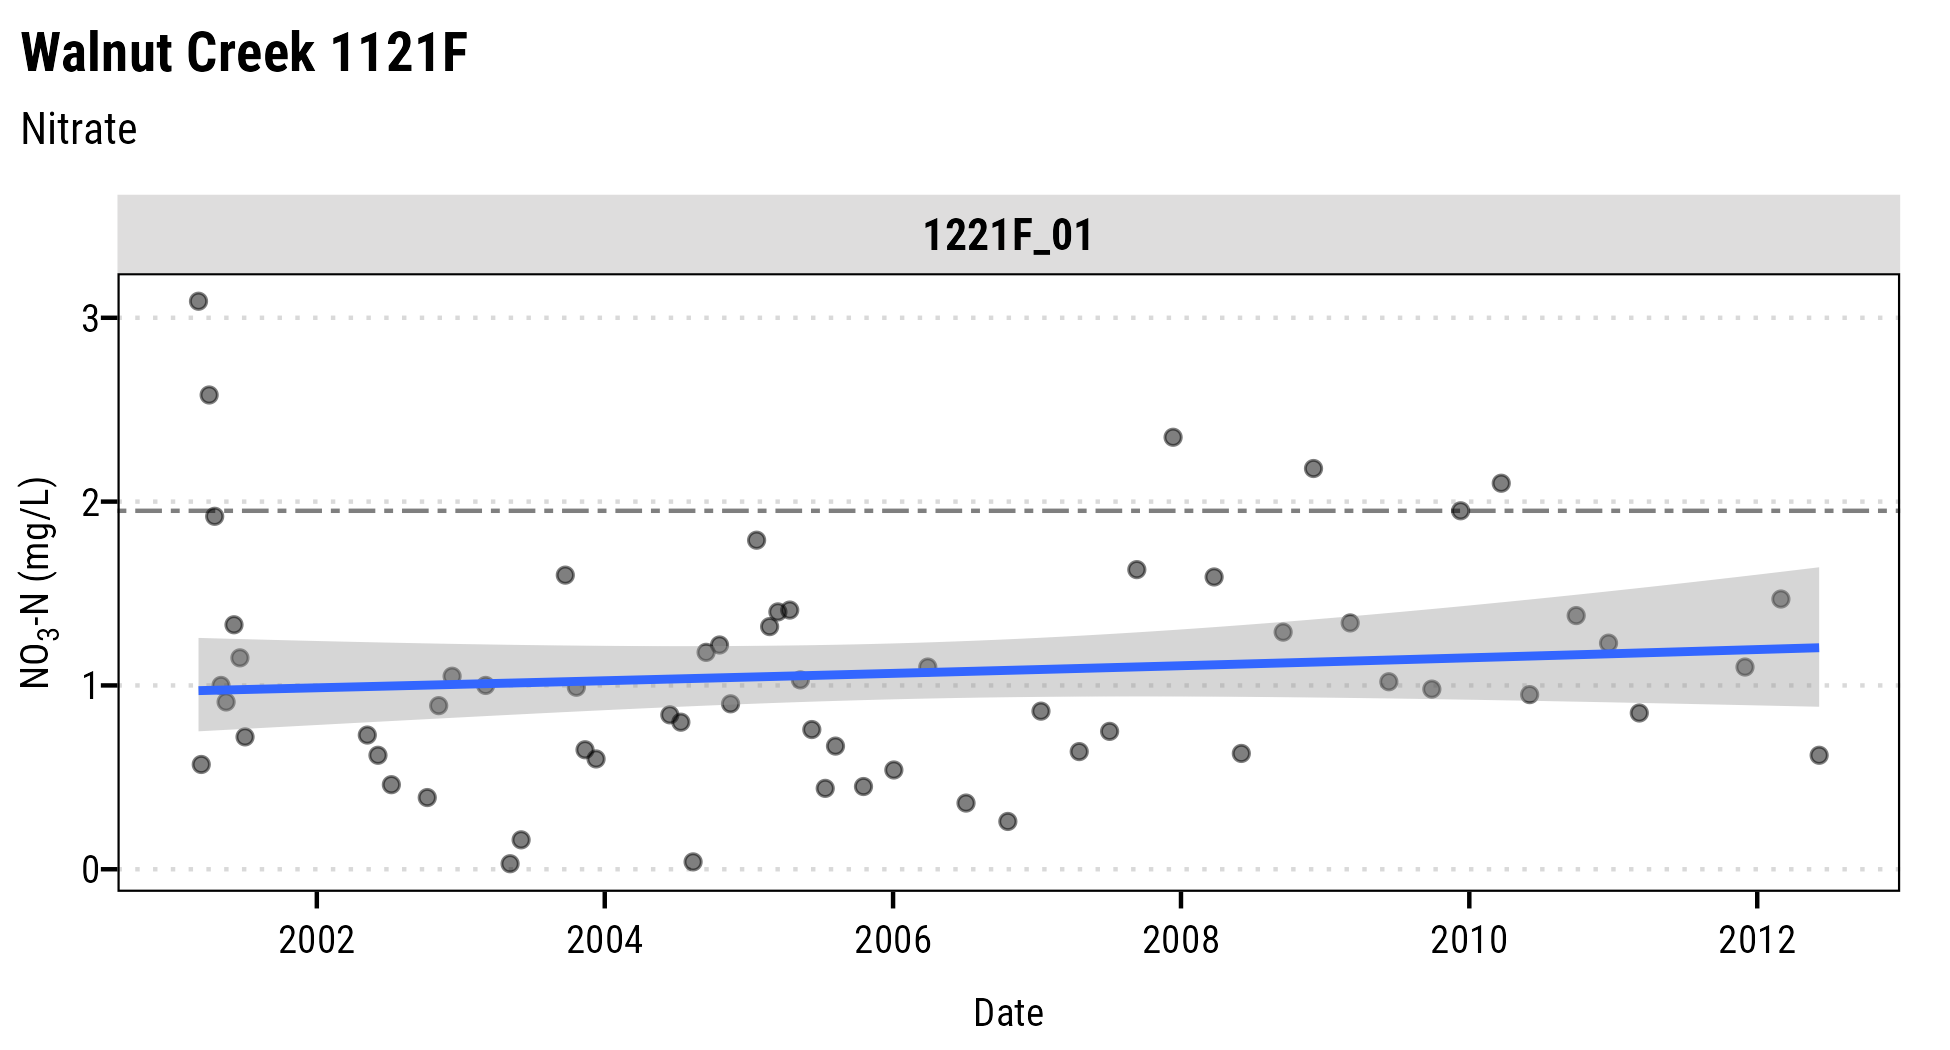 Walnut Creek 1121F
Nitrate
1221F_01
3
2
1
0
NO₃-N (mg/L)
2002 2004 2006 2008 2010 2012
Date